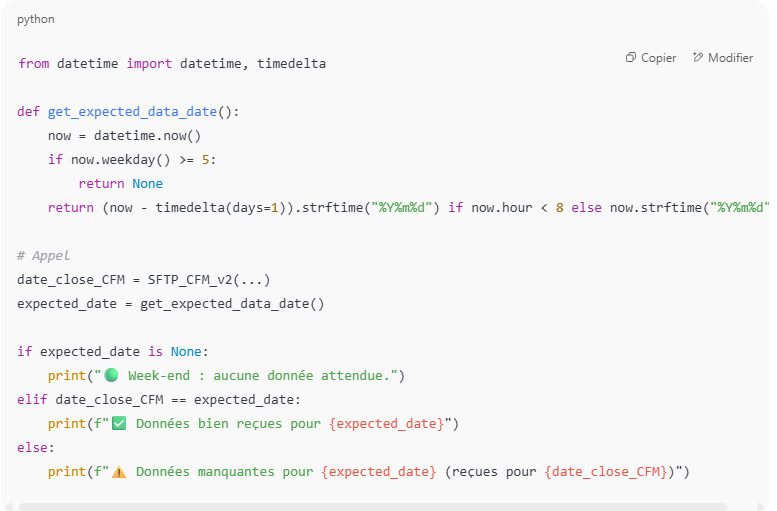 python
Copier Modifier
from datetime import datetime, timedelta
def get_expected_data_date():
    now = datetime.now()
    if now.weekday() >= 5:
        return None
    return (now - timedelta(days=1)).strftime("%Y%m%d") if now.hour < 8 else now.strftime("%Y%m%d"
# Appel
date_close_CFM = SFTP_CFM_v2(...)
expected_date = get_expected_data_date()
if expected_date is None:
    print("🟢 Week-end : aucune donnée attendue.")
elif date_close_CFM == expected_date:
    print(f"✅ Données bien reçues pour {expected_date}")
else:
    print(f"⚠️ Données manquantes pour {expected_date} (reçues pour {date_close_CFM})")